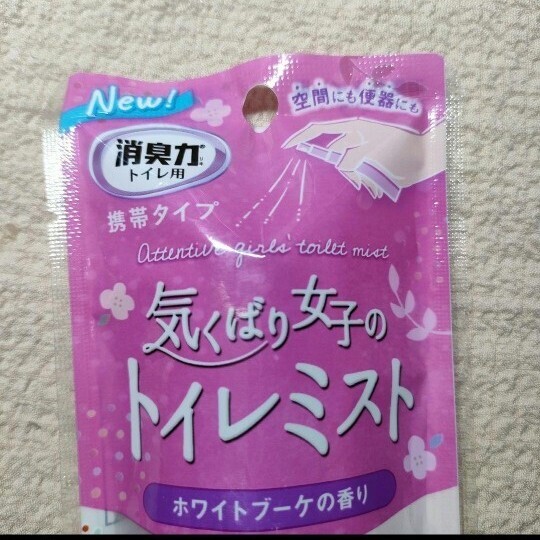 New!
空間にも便器にも
消臭力
トイレ用
携帯タイプ
Attentive girls' toilet mist
気くばり女子の
トイレミスト
ホワイトブーケの香り